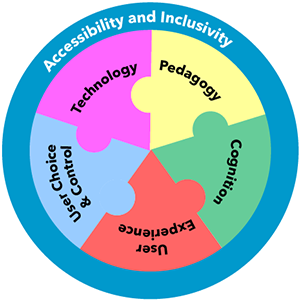 Accessibility and Inclusivity
Technology
Pedagogy
Cognition
User
Experience
User Choice
& Control